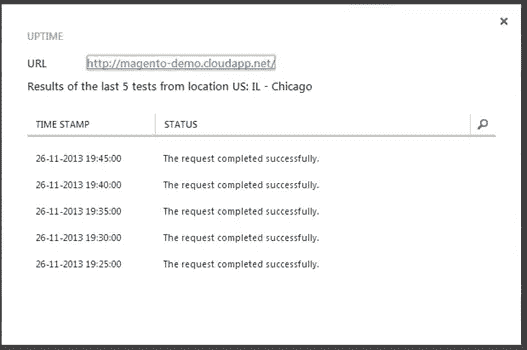 UPTIME
URL http://magento-demo.cloudapp.net/
Results of the last 5 tests from location US: IL - Chicago
TIME STAMP STATUS
26-11-2013 19:45:00 The request completed successfully.
26-11-2013 19:40:00 The request completed successfully.
26-11-2013 19:35:00 The request completed successfully.
26-11-2013 19:30:00 The request completed successfully.
26-11-2013 19:25:00 The request completed successfully.